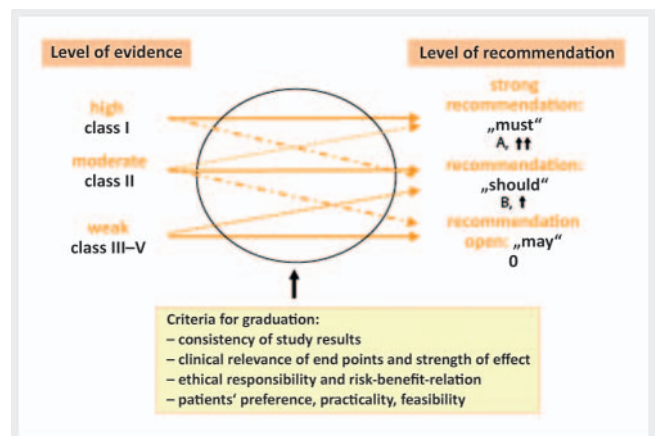 Level of evidence
Level of recommendation
high
class I
moderate
class II
weak
class III–V
strong
recommendation:
„must“
A, ⬆⬆
recommendation:
„should“
B, ⬆
recommendation
open: „may“
0
Criteria for graduation:
– consistency of study results
– clinical relevance of end points and strength of effect
– ethical responsibility and risk-benefit-relation
– patients‘ preference, practicality, feasibility